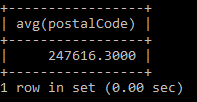 +-----------------+
| avg(postalCode) |
+-----------------+
|     247616.3000 |
+-----------------+
1 row in set (0.00 sec)